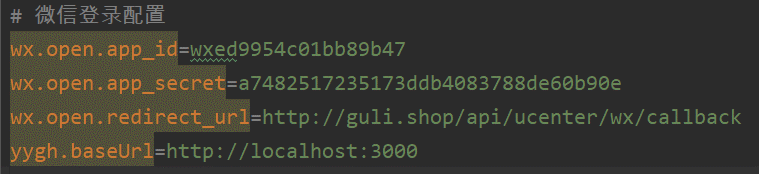 # 微信登录配置
wx.open.app_id=wxed9954c01bb89b47
wx.open.app_secret=a7482517235173ddb4083788de60b90e
wx.open.redirect_url=http://guli.shop/api/ucenter/wx/callback
yygh.baseUrl=http://localhost:3000